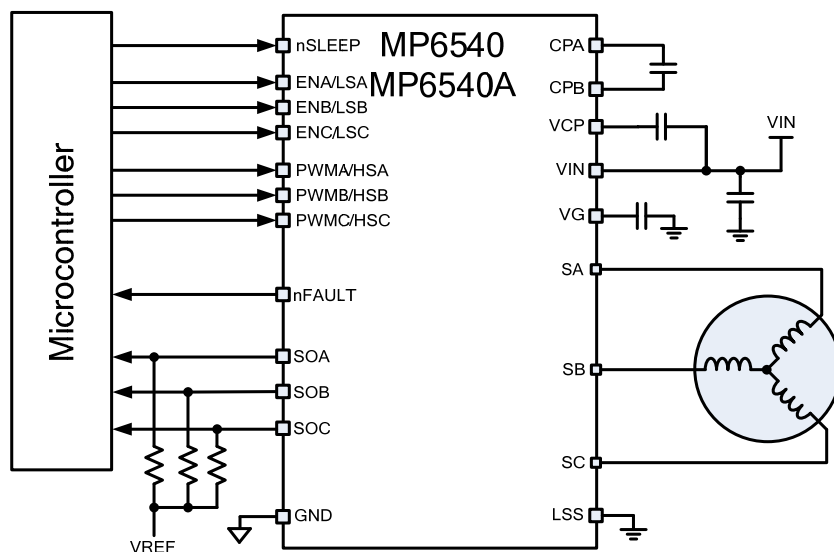 MP6540
MP6540A
Microcontroller
nSLEEP
ENA/LSA
ENB/LSB
ENC/LSC
PWMA/HSA
PWMB/HSB
PWMC/HSC
nFAULT
SOA
SOB
SOC
GND
VREF
CPA
CPB
VCP
VIN
VIN
VG
SA
SB
SC
LSS